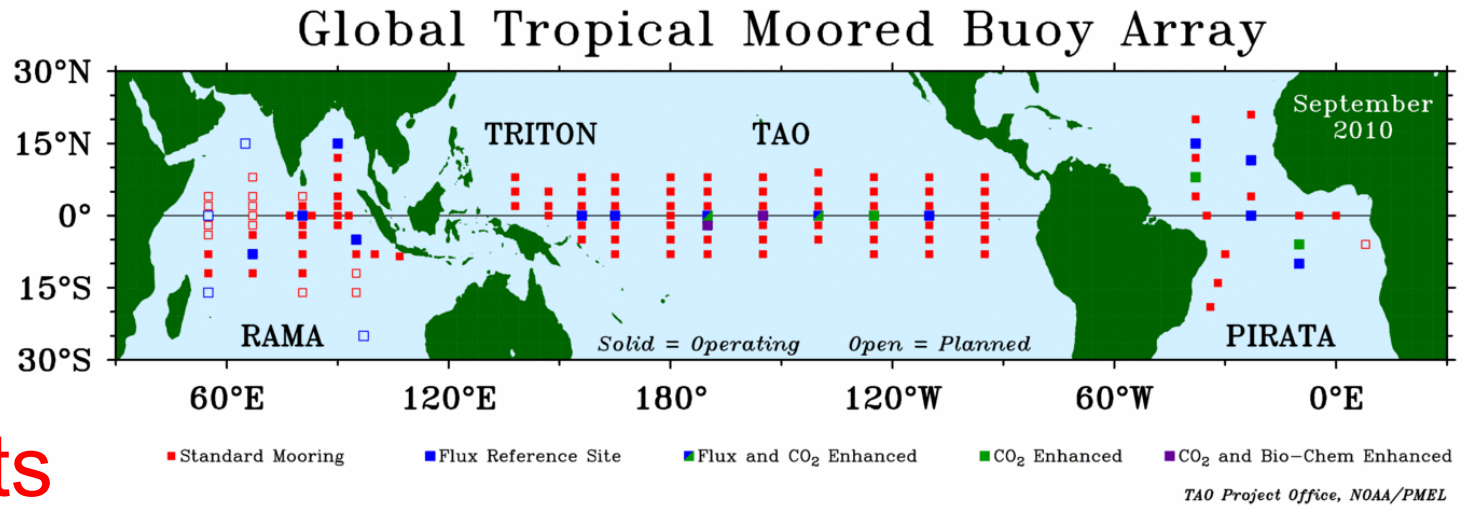 Global Tropical Moored Buoy Array
30°N
15°N
0°
15°S
30°S
TRITON
TAO
September
2010
RAMA
Solid = Operating
Open = Planned
PIRATA
60°E
120°E
180°
120°W
60°W
0°E
ts
Standard Mooring
Flux Reference Site
Flux and CO₂ Enhanced
CO₂ Enhanced
CO₂ and Bio-Chem Enhanced
TAO Project Office, NOAA/PMEL